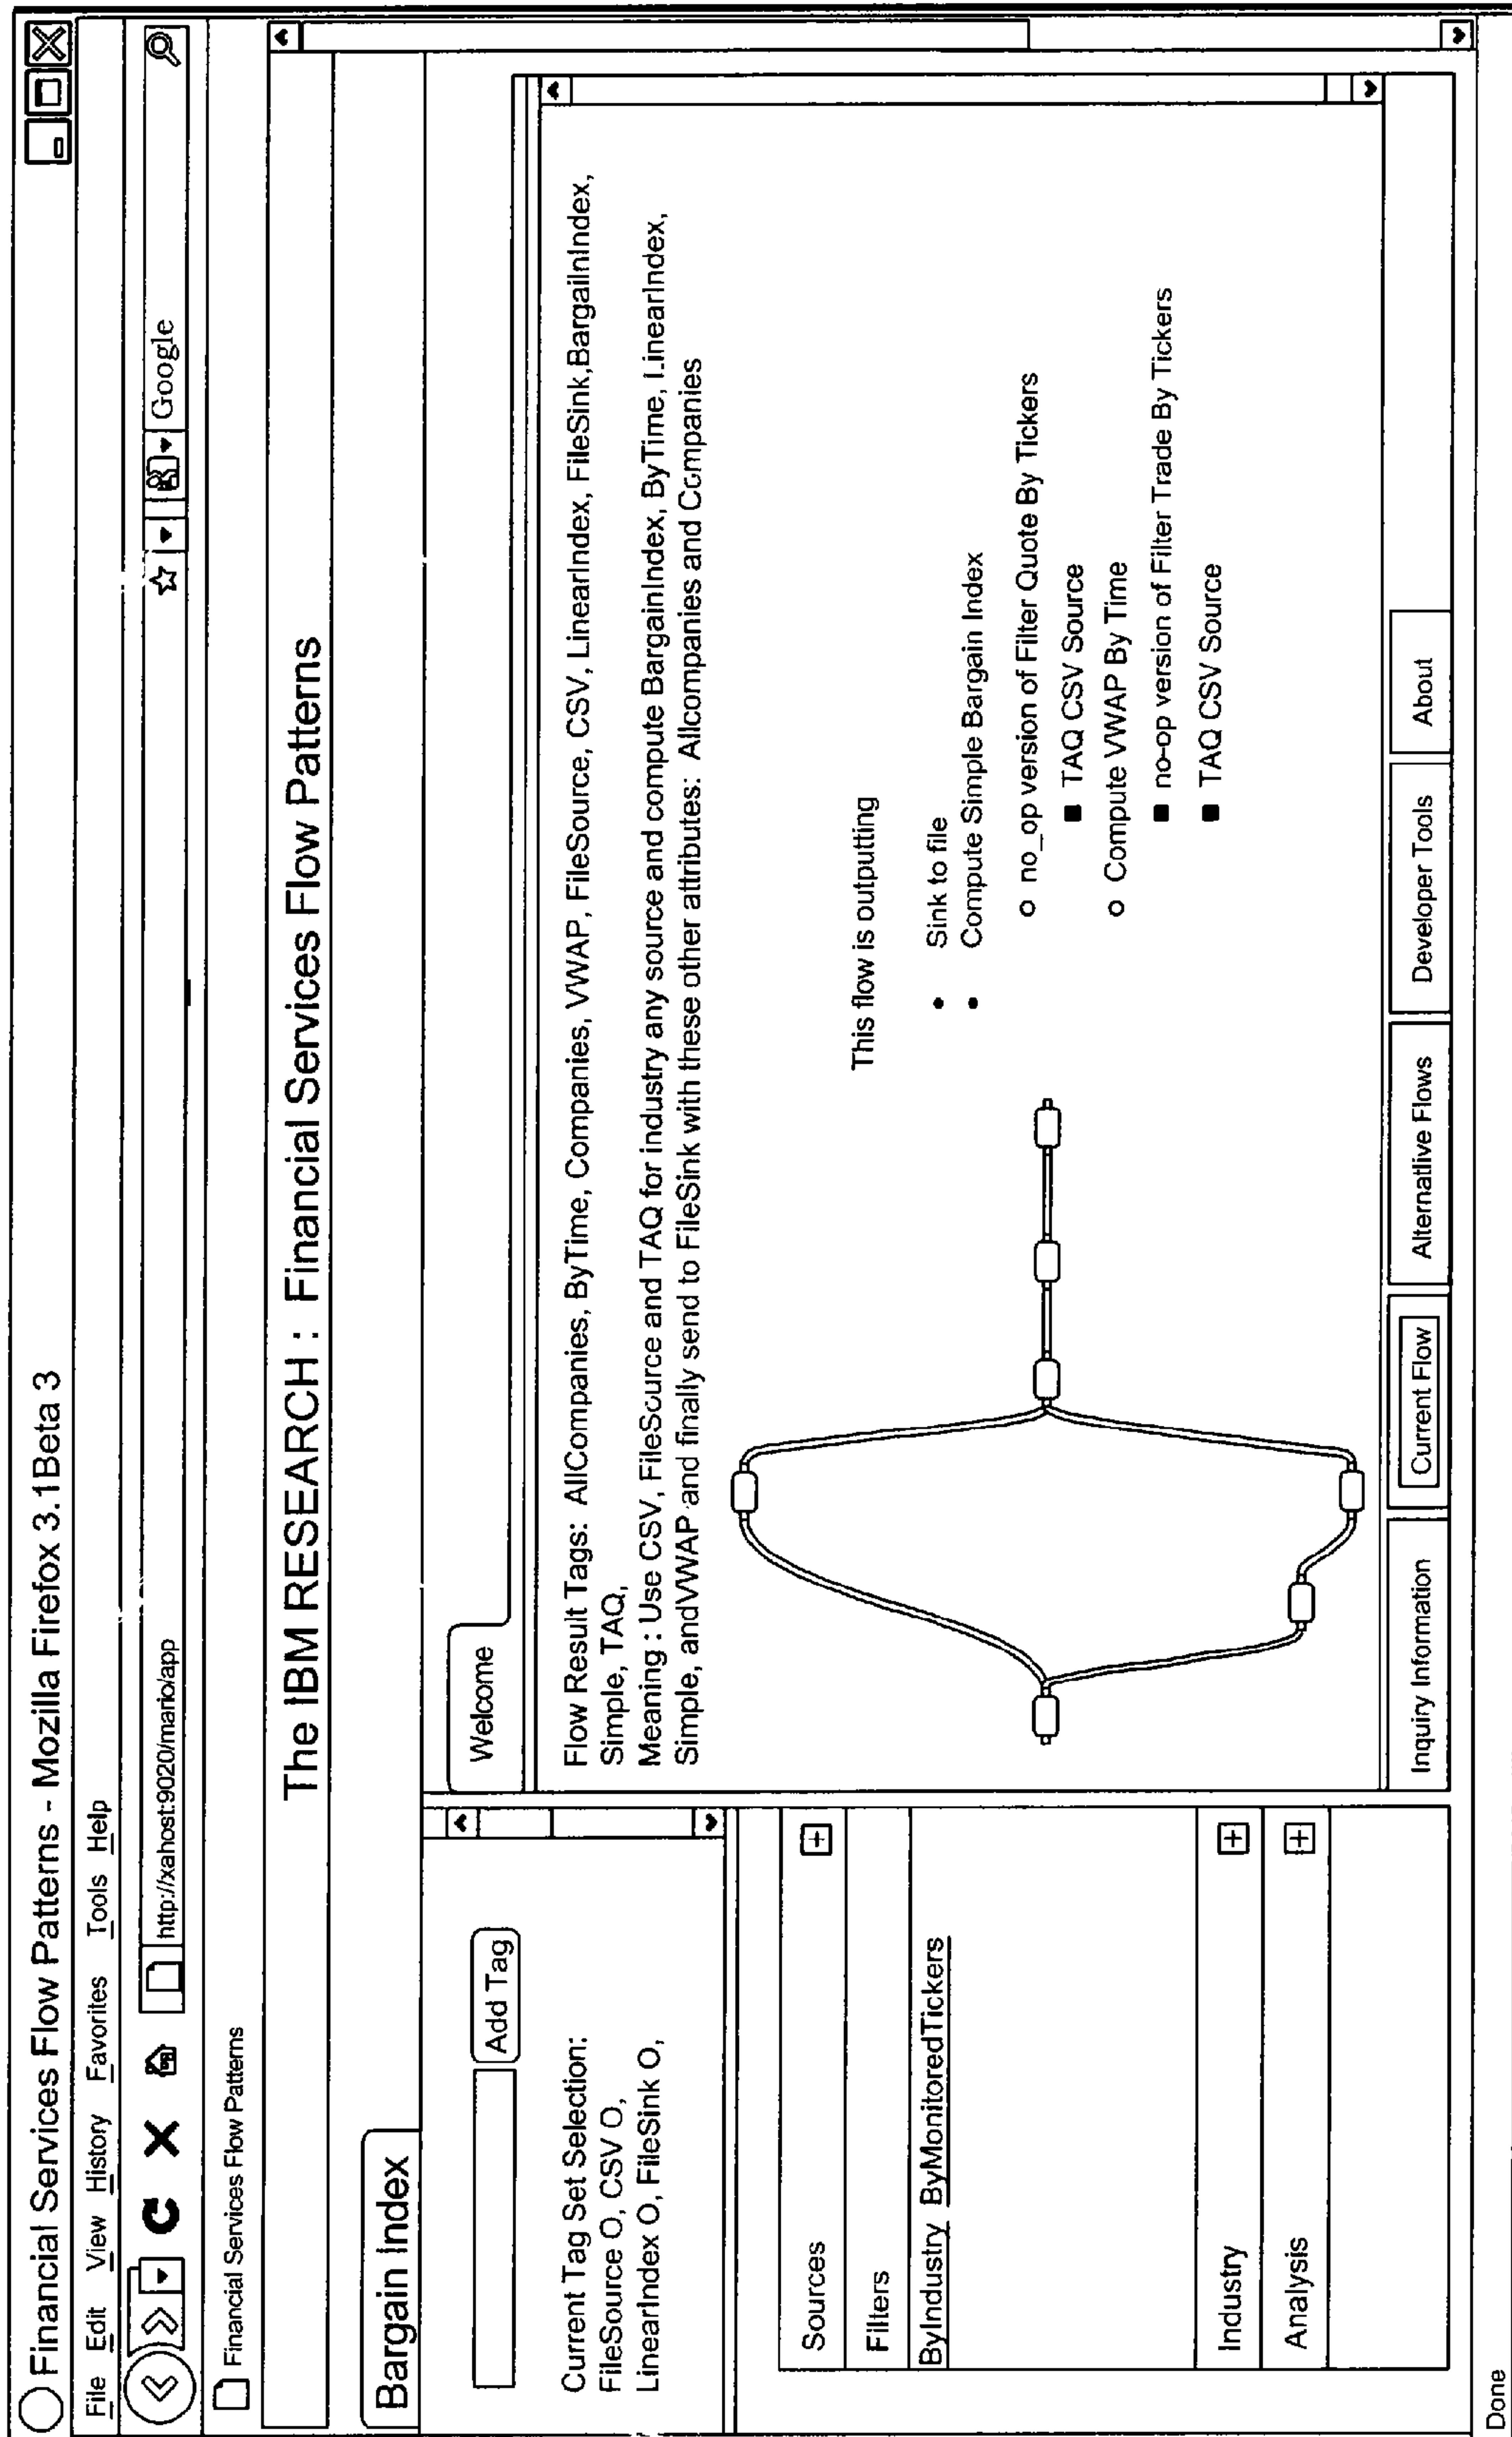 Financial Services Flow Patterns - Mozilla Firefox 3.1Beta 3
File Edit View History Favorites Tools Help
http://xahost:9020/mario/app
Google
Financial Services Flow Patterns
The IBM RESEARCH : Financial Services Flow Patterns
Bargain Index
Add Tag
Current Tag Set Selection:
FileSource O, CSV O,
LinearIndex O, FileSink O,
Sources
Filters
ByIndustry ByMonitoredTickers
Industry
Analysis
Welcome
Flow Result Tags: AllCompanies, ByTime, Companies, VWAP, FileSource, CSV, LinearIndex, FileSink,BargainIndex,
Simple, TAQ,
Meaning : Use CSV, FileSource and TAQ for industry any source and compute BargainIndex, ByTime, LinearIndex,
Simple, andVWAP and finally send to FileSink with these other attributes: Allcompanies and Companies
This flow is outputting
• Sink to file
• Compute Simple Bargain Index
o no_op version of Filter Quote By Tickers
■ TAQ CSV Source
o Compute VWAP By Time
■ no-op version of Filter Trade By Tickers
■ TAQ CSV Source
Inquiry Information
Current Flow
Alternative Flows
Developer Tools
About
Done